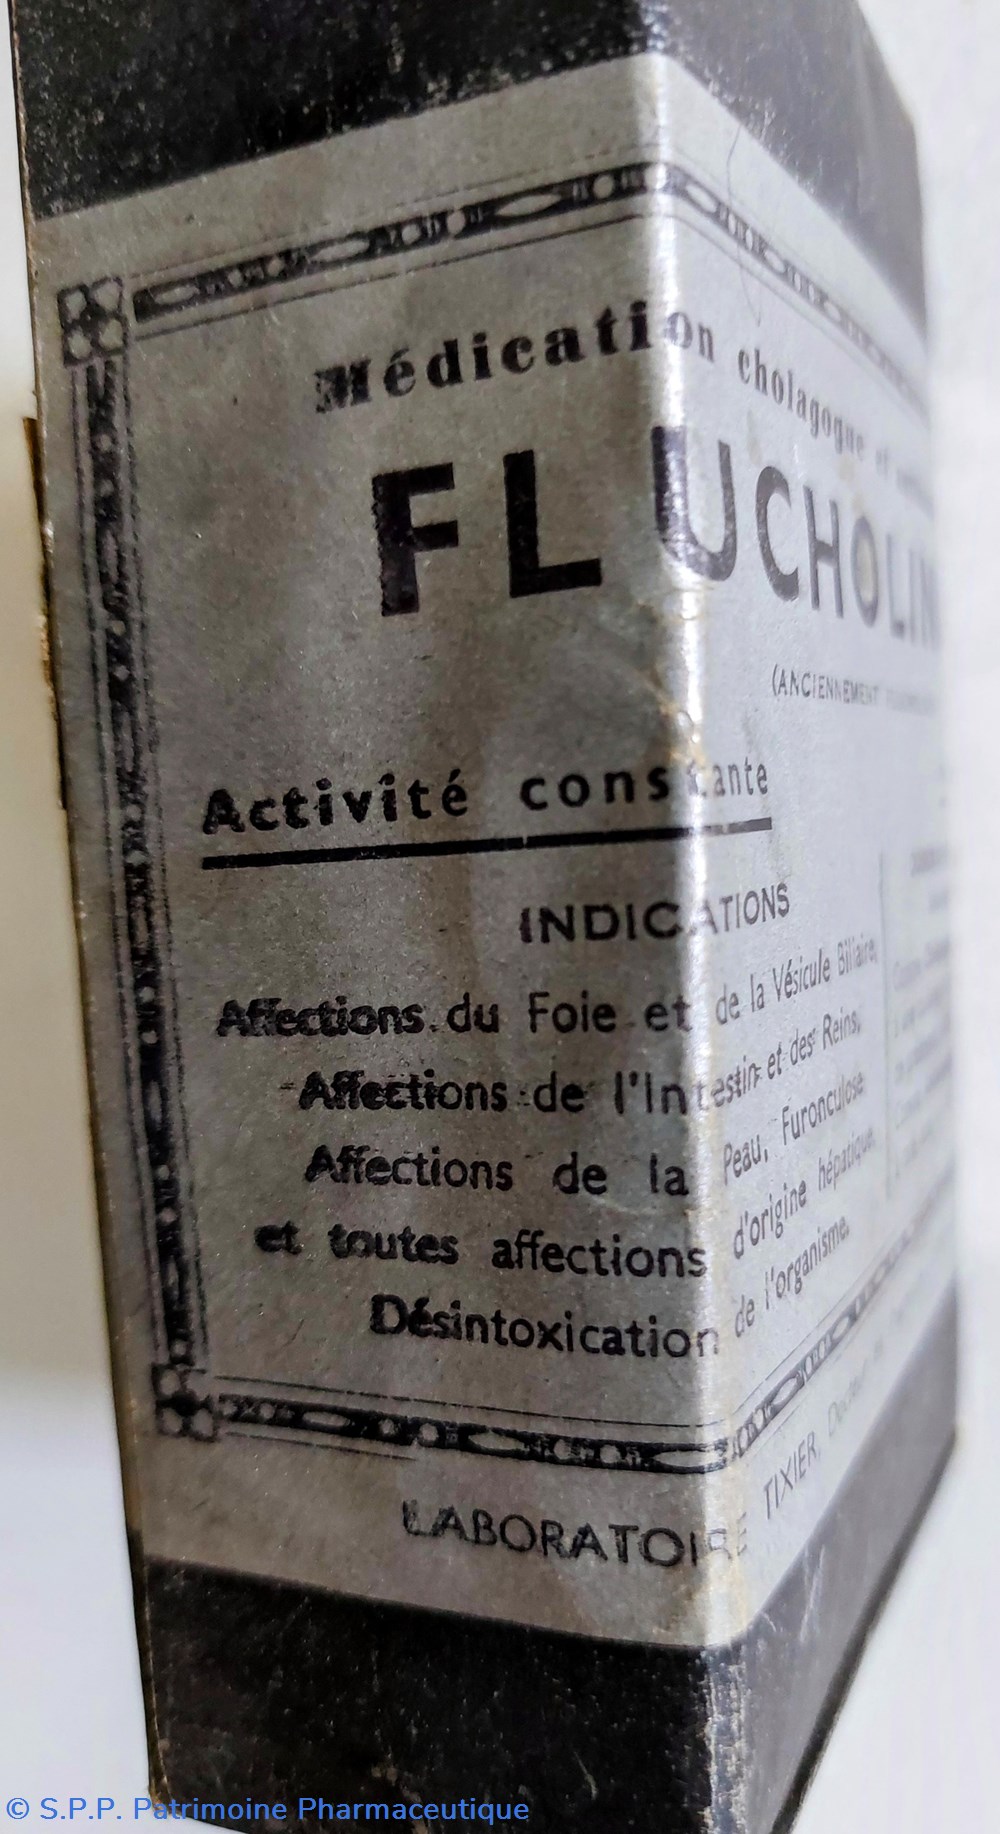 Médication cholagogue et
FLUCHOLIN
(ANCIENNEMENT
Activité constante
INDICATIONS
Affections du Foie et de la Vésicule Biliaire,
Affections de l'Intestin et des Reins,
Affections de la Peau, Furonculose
et toutes affections d'origine hépatique.
Désintoxication de l'organisme.
LABORATOIRE TIXIER,
© S.P.P. Patrimoine Pharmaceutique